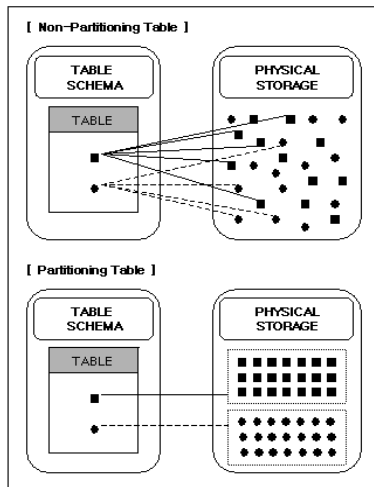 [ Non-Partitioning Table ]
TABLE
SCHEMA
PHYSICAL
STORAGE
TABLE
[ Partitioning Table ]
TABLE
SCHEMA
PHYSICAL
STORAGE
TABLE